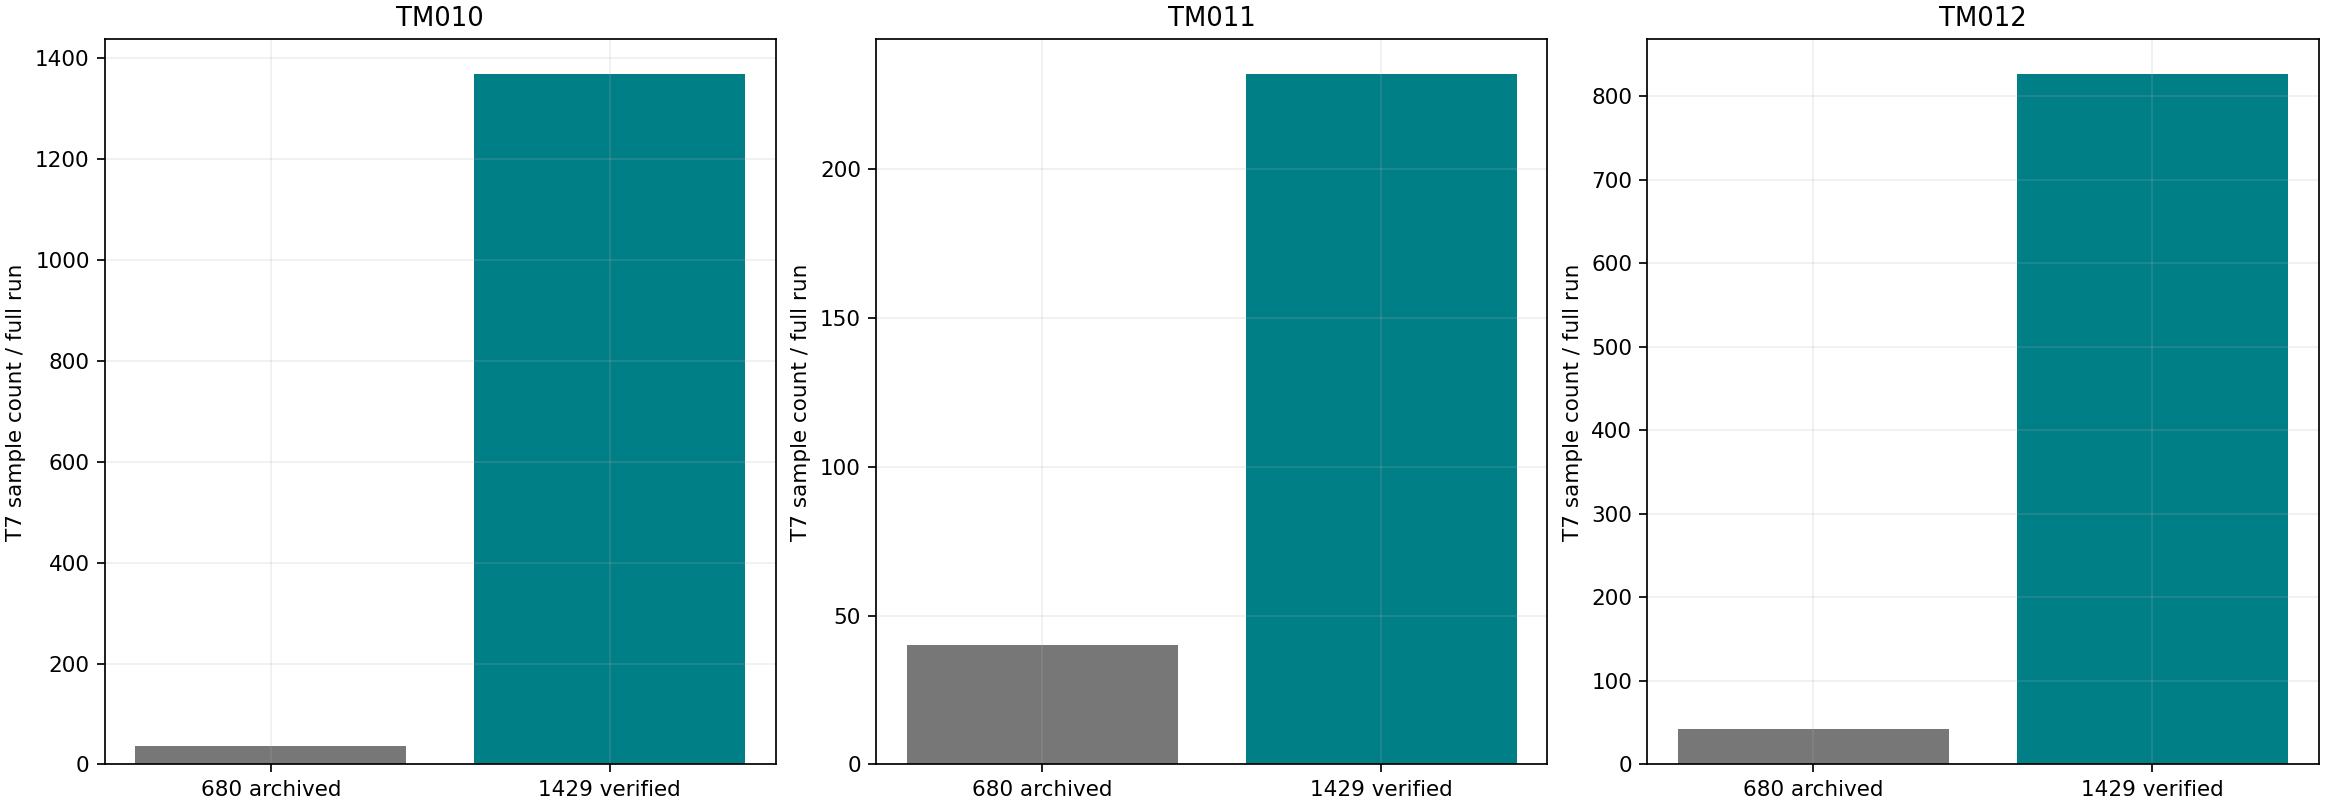 TM010
1400
1200
1000
800
600
400
200
0
T7 sample count / full run
680 archived
1429 verified
TM011
200
150
100
50
0
T7 sample count / full run
680 archived
1429 verified
TM012
800
700
600
500
400
300
200
100
0
T7 sample count / full run
680 archived
1429 verified